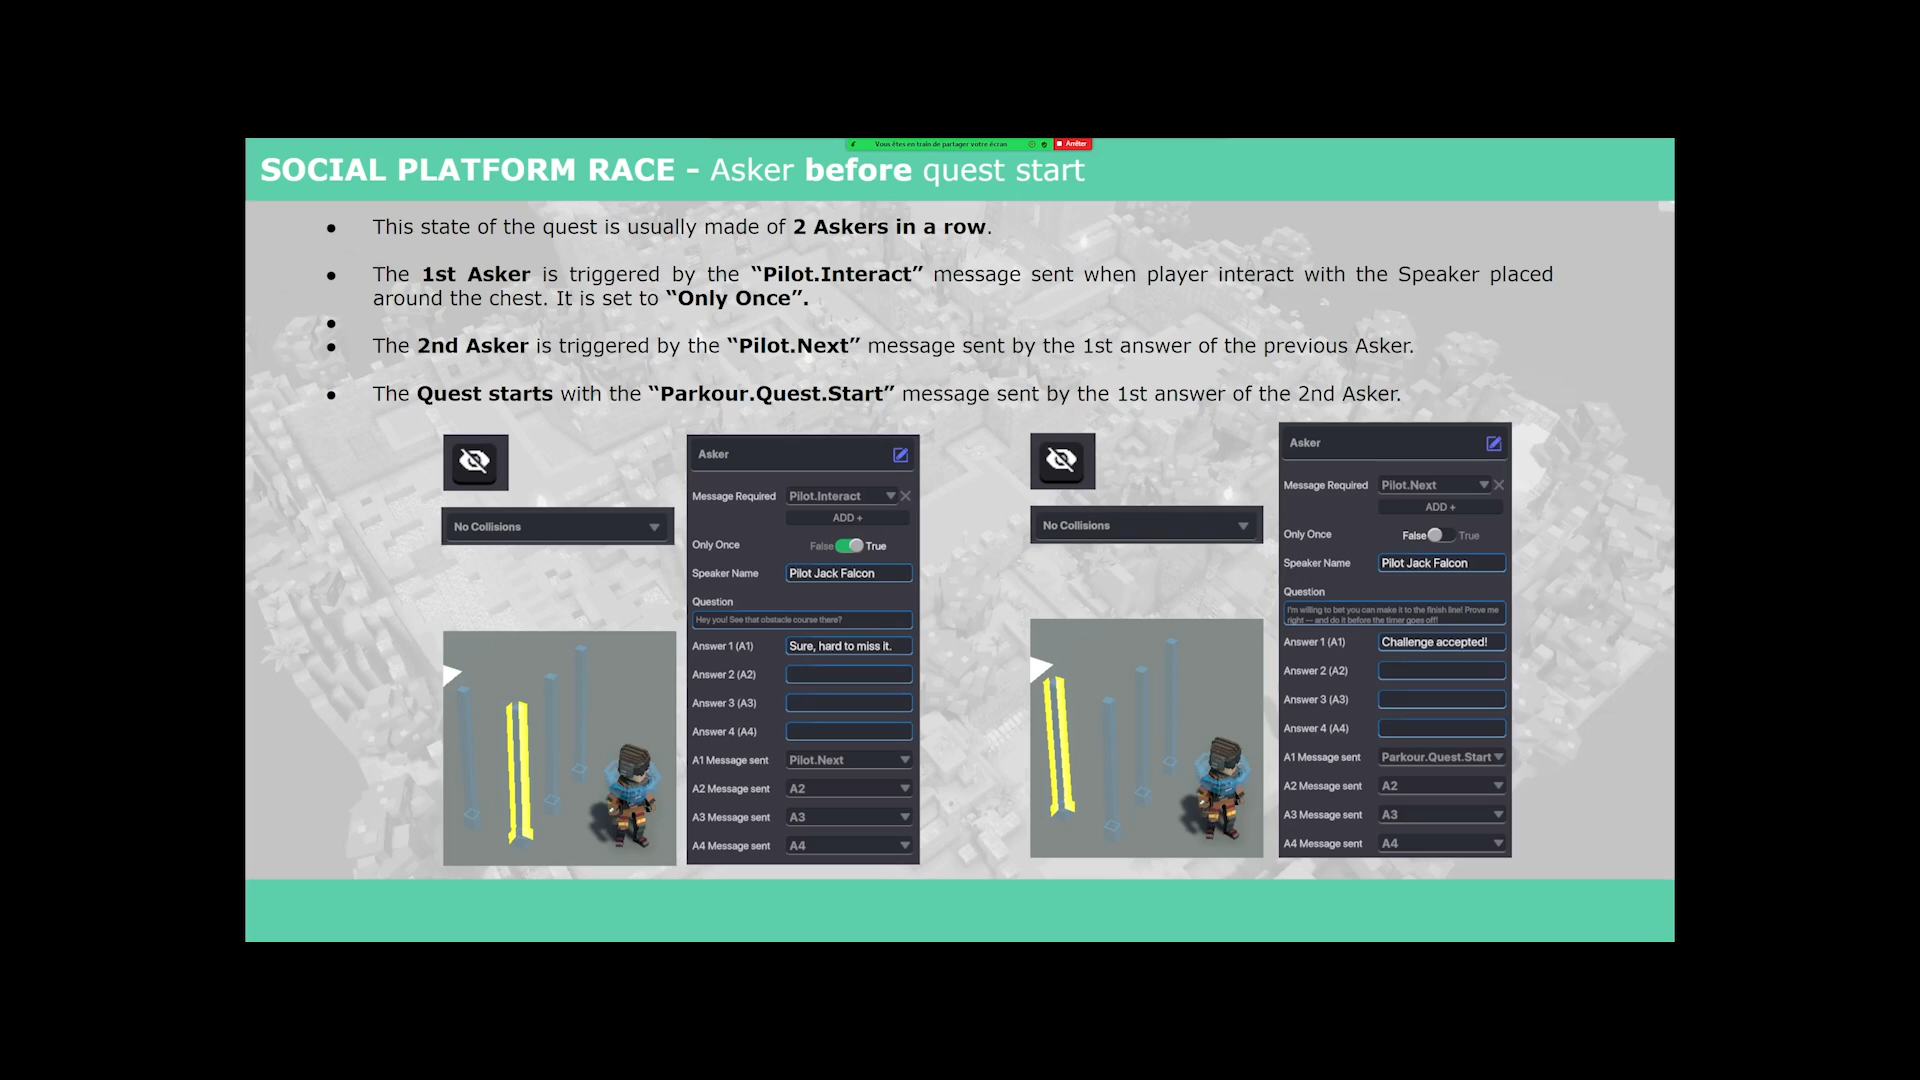 Vous êtes en train de partager votre écran
Arrêter
SOCIAL PLATFORM RACE - Asker before quest start
● This state of the quest is usually made of 2 Askers in a row.
● The 1st Asker is triggered by the “Pilot.Interact” message sent when player interact with the Speaker placed
around the chest. It is set to “Only Once”.
●
● The 2nd Asker is triggered by the “Pilot.Next” message sent by the 1st answer of the previous Asker.
● The Quest starts with the “Parkour.Quest.Start” message sent by the 1st answer of the 2nd Asker.
No Collisions
Asker
Message Required Pilot.Interact
ADD +
Only Once False True
Speaker Name Pilot Jack Falcon
Question
Hey you! See that obstacle course there?
Answer 1 (A1) Sure, hard to miss it.
Answer 2 (A2)
Answer 3 (A3)
Answer 4 (A4)
A1 Message sent Pilot.Next
A2 Message sent A2
A3 Message sent A3
A4 Message sent A4
No Collisions
Asker
Message Required Pilot.Next
ADD +
Only Once False True
Speaker Name Pilot Jack Falcon
Question
I'm willing to bet you can make it to the finish line! Prove me
right -- and do it before the timer goes off!
Answer 1 (A1) Challenge accepted!
Answer 2 (A2)
Answer 3 (A3)
Answer 4 (A4)
A1 Message sent Parkour.Quest.Start
A2 Message sent A2
A3 Message sent A3
A4 Message sent A4